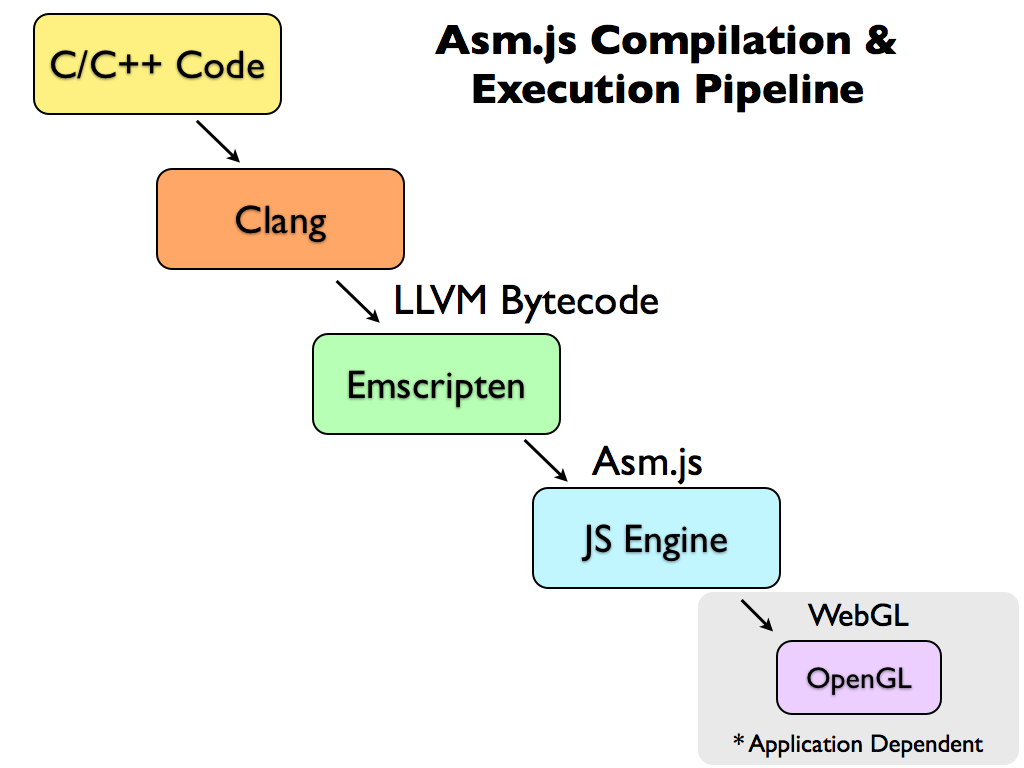 C/C++ Code
Asm.js Compilation &
Execution Pipeline
Clang
LLVM Bytecode
Emscripten
Asm.js
JS Engine
WebGL
OpenGL
* Application Dependent